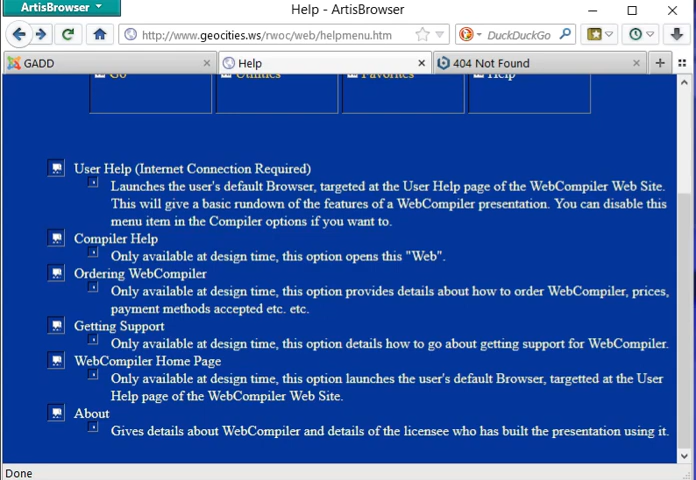 ArtisBrowser
Help - ArtisBrowser
http://www.geocities.ws/rwoc/web/helpmenu.htm
DuckDuckGo
GADD
Help
404 Not Found
Go
Utilities
Favorites
Help
User Help (Internet Connection Required)
Launches the user's default Browser, targeted at the User Help page of the WebCompiler Web Site.
This will give a basic rundown of the features of a WebCompiler presentation. You can disable this
menu item in the Compiler options if you want to.
Compiler Help
Only available at design time, this option opens this "Web".
Ordering WebCompiler
Only available at design time, this option provides details about how to order WebCompiler, prices,
payment methods accepted etc. etc.
Getting Support
Only available at design time, this option details how to go about getting support for WebCompiler.
WebCompiler Home Page
Only available at design time, this option launches the user's default Browser, targetted at the User
Help page of the WebCompiler Web Site.
About
Gives details about WebCompiler and details of the licensee who has built the presentation using it.
Done